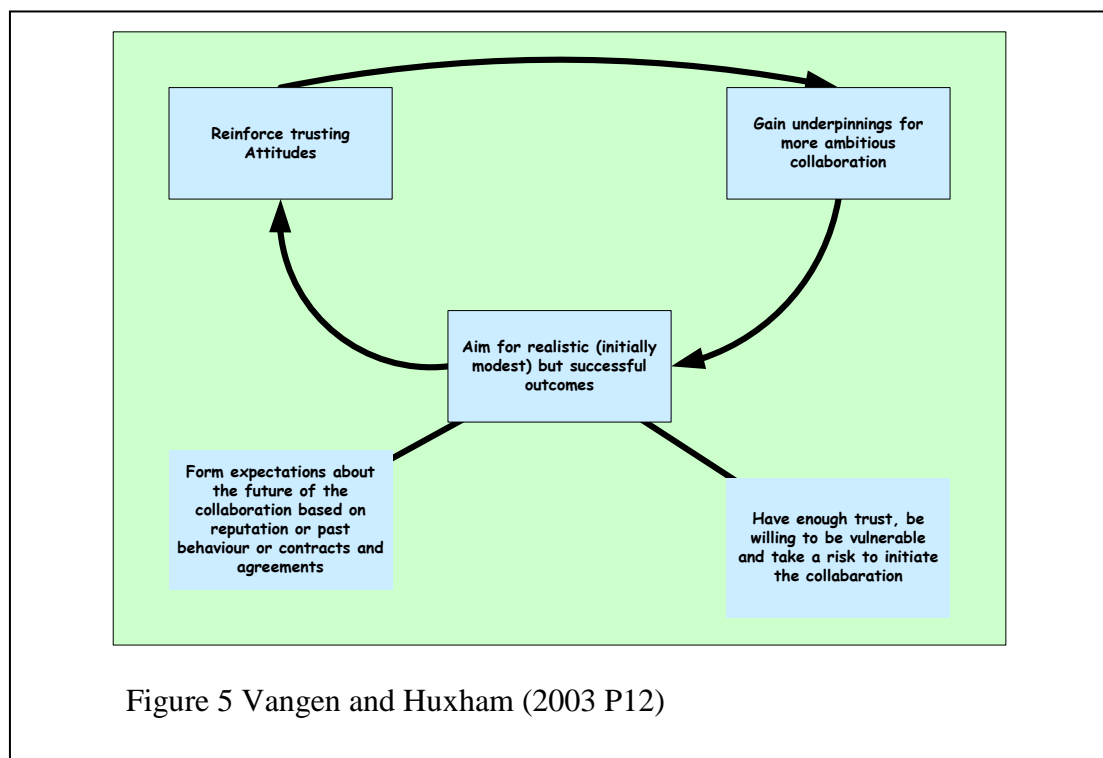 Reinforce trusting
Attitudes
Gain underpinnings for
more ambitious
collaboration
Aim for realistic (initially
modest) but successful
outcomes
Form expectations about
the future of the
collaboration based on
reputation or past
behaviour or contracts and
agreements
Have enough trust, be
willing to be vulnerable
and take a risk to initiate
the collabaration
Figure 5 Vangen and Huxham (2003 P12)